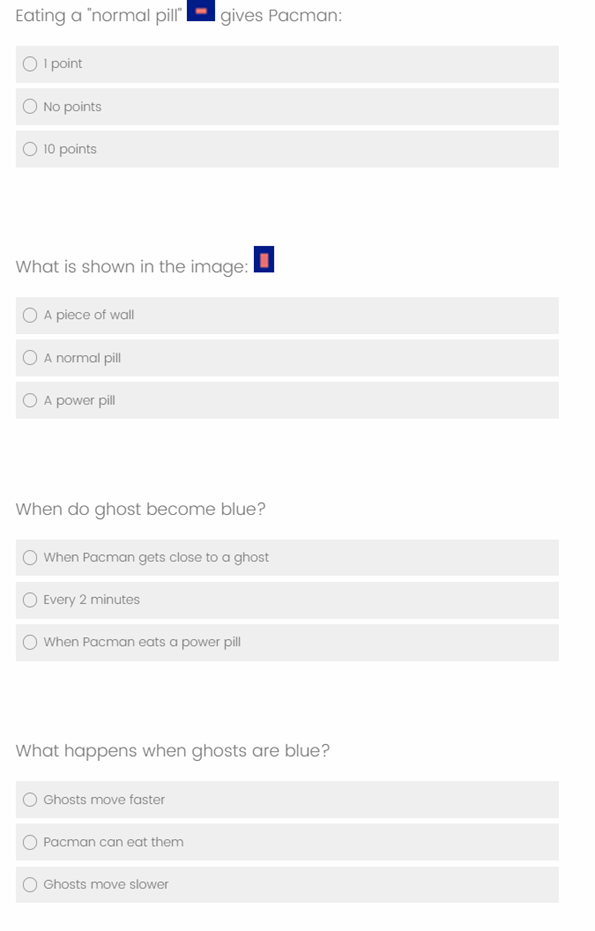 Eating a "normal pill" gives Pacman:
1 point
No points
10 points
What is shown in the image:
A piece of wall
A normal pill
A power pill
When do ghost become blue?
When Pacman gets close to a ghost
Every 2 minutes
When Pacman eats a power pill
What happens when ghosts are blue?
Ghosts move faster
Pacman can eat them
Ghosts move slower